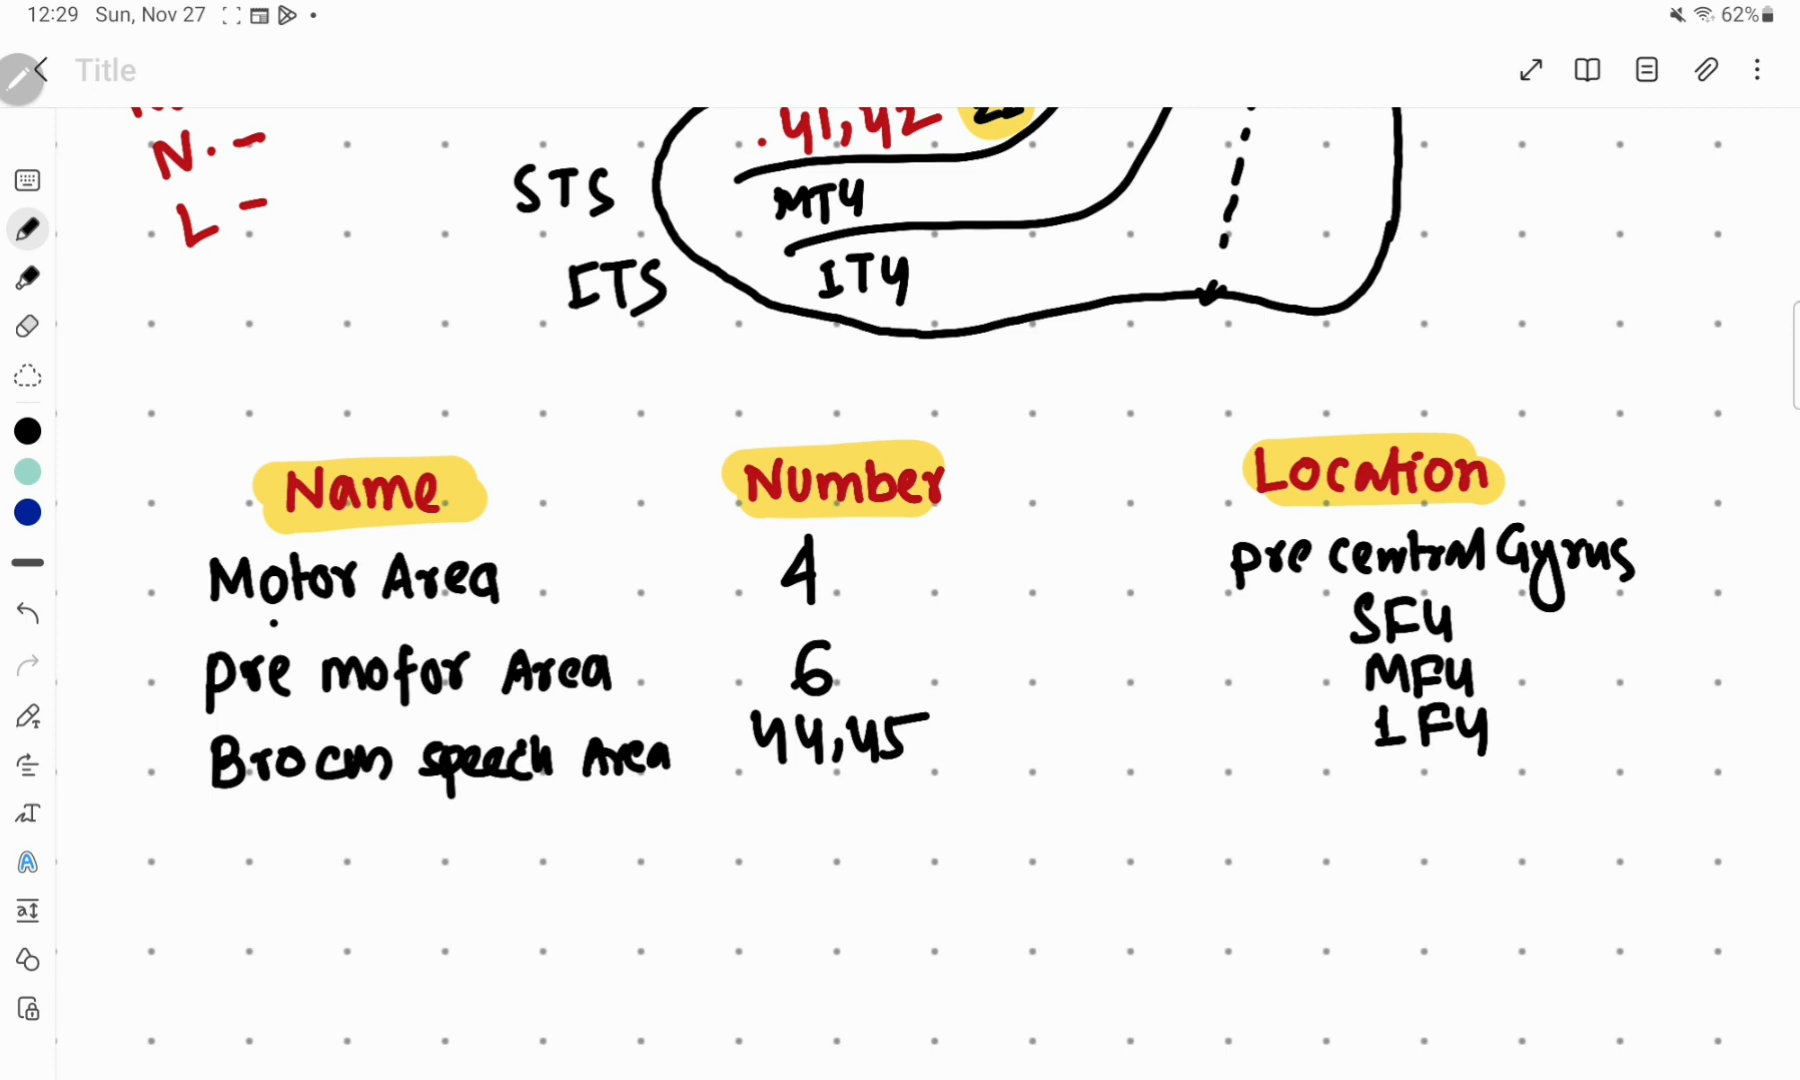 12:29 Sun, Nov 27 62%
Title
N. -
L -
.41,42
STS
MTG
ITS
ITG
Name Number Location
Motor Area 4 pre central Gyrus
SFG
pre motor Area 6 MFG
Broca speech Area 44,45 IFG